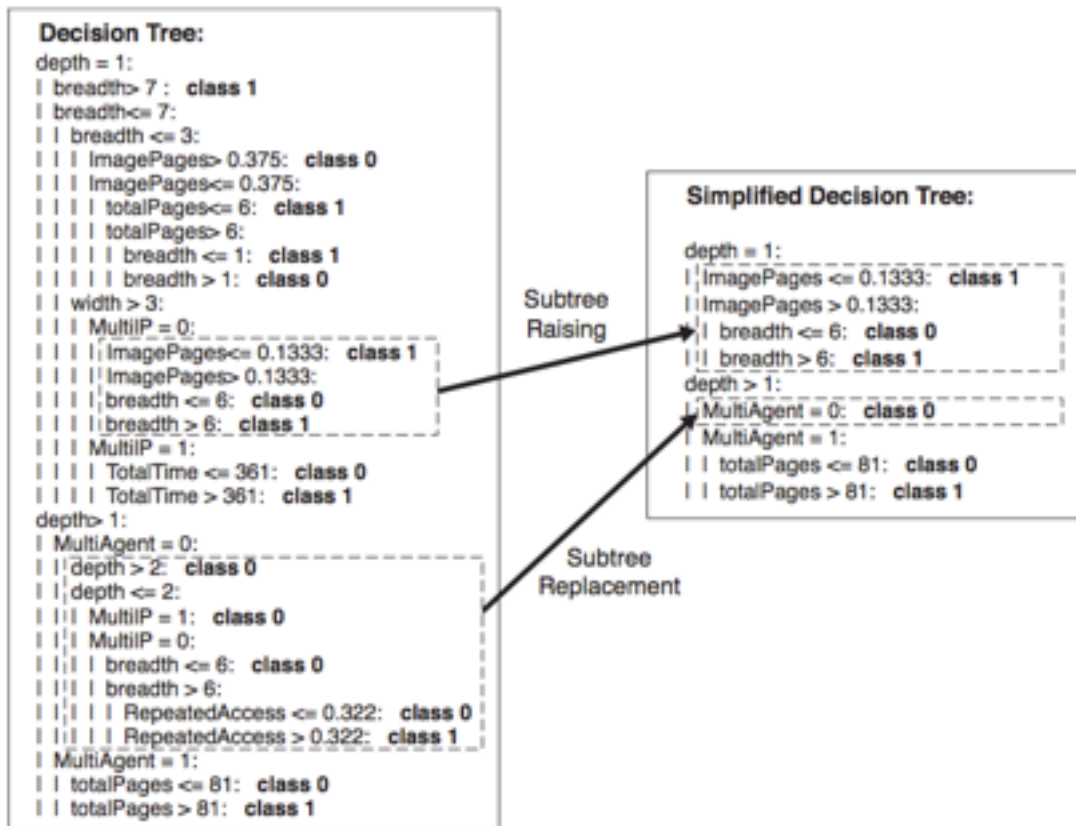 Decision Tree:
depth = 1:
| breadth> 7 : class 1
| breadth<= 7:
| | breadth <= 3:
| | | ImagePages> 0.375: class 0
| | | ImagePages<= 0.375:
| | | | totalPages<= 6: class 1
| | | | totalPages> 6:
| | | | | breadth <= 1: class 1
| | | | | breadth > 1: class 0
| | width > 3:
| | | MultiIP = 0:
| | | | ImagePages<= 0.1333: class 1
| | | | ImagePages> 0.1333:
| | | | breadth <= 6: class 0
| | | | breadth > 6: class 1
| | | MultiIP = 1:
| | | | TotalTime <= 361: class 0
| | | | TotalTime > 361: class 1
depth> 1:
| MultiAgent = 0:
| | depth > 2: class 0
| | depth <= 2:
| | | MultiIP = 1: class 0
| | | MultiIP = 0:
| | | | breadth <= 6: class 0
| | | | breadth > 6:
| | | | | RepeatedAccess <= 0.322: class 0
| | | | | RepeatedAccess > 0.322: class 1
| MultiAgent = 1:
| | totalPages <= 81: class 0
| | totalPages > 81: class 1
Subtree
Raising
Subtree
Replacement
Simplified Decision Tree:
depth = 1:
| ImagePages <= 0.1333: class 1
| ImagePages > 0.1333:
| | breadth <= 6: class 0
| | breadth > 6: class 1
depth > 1:
| MultiAgent = 0: class 0
| MultiAgent = 1:
| | totalPages <= 81: class 0
| | totalPages > 81: class 1